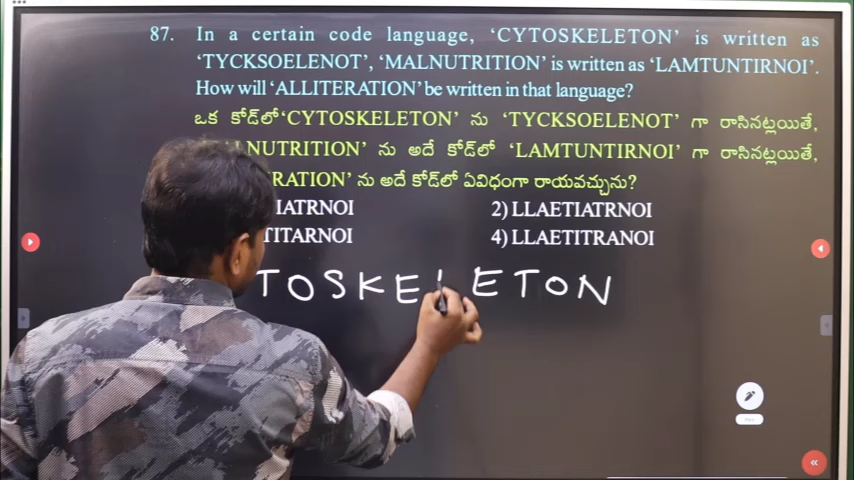 87. In a certain code language, ‘CYTOSKELETON’ is written as
‘TYCKSOELENOT’, ‘MALNUTRITION’ is written as ‘LAMTUNTIRNOI’.
How will ‘ALLITERATION’ be written in that language?
ఒక కోడ్‌లో ‘CYTOSKELETON’ ను ‘TYCKSOELENOT’ గా రాసినట్లయితే,
NUTRITION’ ను అదే కోడ్‌లో ‘LAMTUNTIRNOI’ గా రాసినట్లయితే,
RATION’ ను అదే కోడ్‌లో ఏవిధంగా రాయవచ్చును?
IATRNOI 2) LLAETIATRNOI
TITARNOI 4) LLAETITRANOI
TOSKELETON